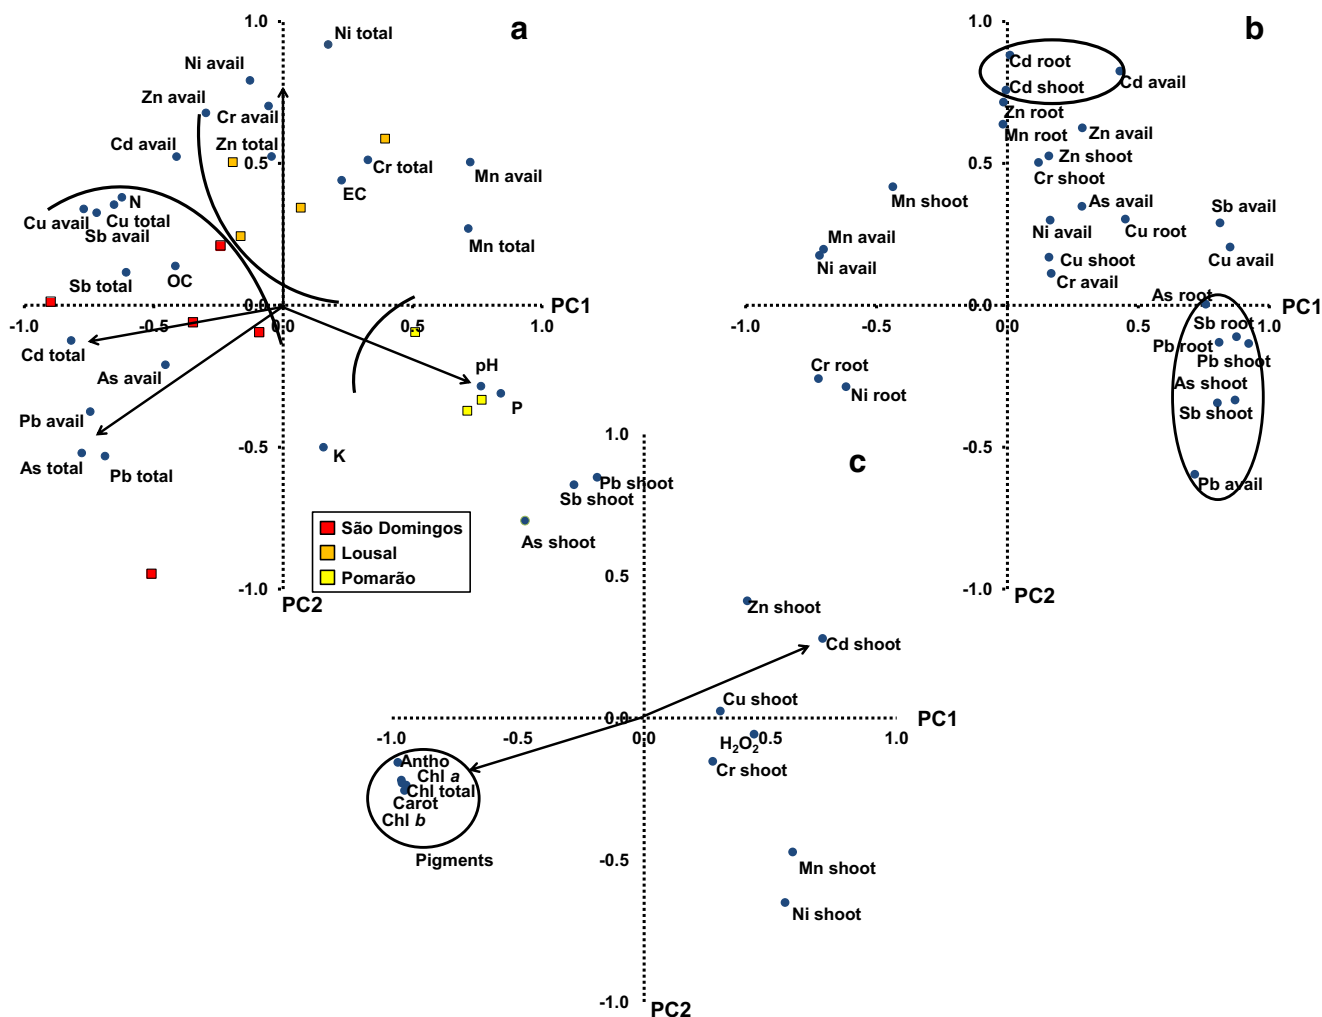 a
1.0
Ni total
Ni avail
Zn avail
Cr avail
Cd avail
Zn total
0.5
Cr total
Mn avail
EC
N
Cu avail
Cu total
Sb avail
Mn total
Sb total
OC
PC1
-1.0
-0.5
0.0
0.5
1.0
Cd total
As avail
pH
P
Pb avail
-0.5
K
As total
Pb total
São Domingos
Lousal
Pomarão
-1.0
PC2
b
1.0
Cd root
Cd avail
Cd shoot
Zn root
Mn root
Zn avail
0.5
Zn shoot
Cr shoot
Mn shoot
As avail
Sb avail
Ni avail
Cu root
Mn avail
Cu avail
Ni avail
Cu shoot
Cr avail
As root
0.0
PC1
-1.0
-0.5
0.0
0.5
1.0
Sb root
Pb root
Pb shoot
Cr root
As shoot
Ni root
Sb shoot
-0.5
Pb avail
-1.0
PC2
c
1.0
Pb shoot
Sb shoot
As shoot
0.5
Zn shoot
Cd shoot
Cu shoot
0.0
PC1
-1.0
-0.5
0.0
0.5
1.0
H₂O₂
Cr shoot
Antho
Chl a
Chl total
Carot
Chl b
Pigments
-0.5
Mn shoot
Ni shoot
-1.0
PC2